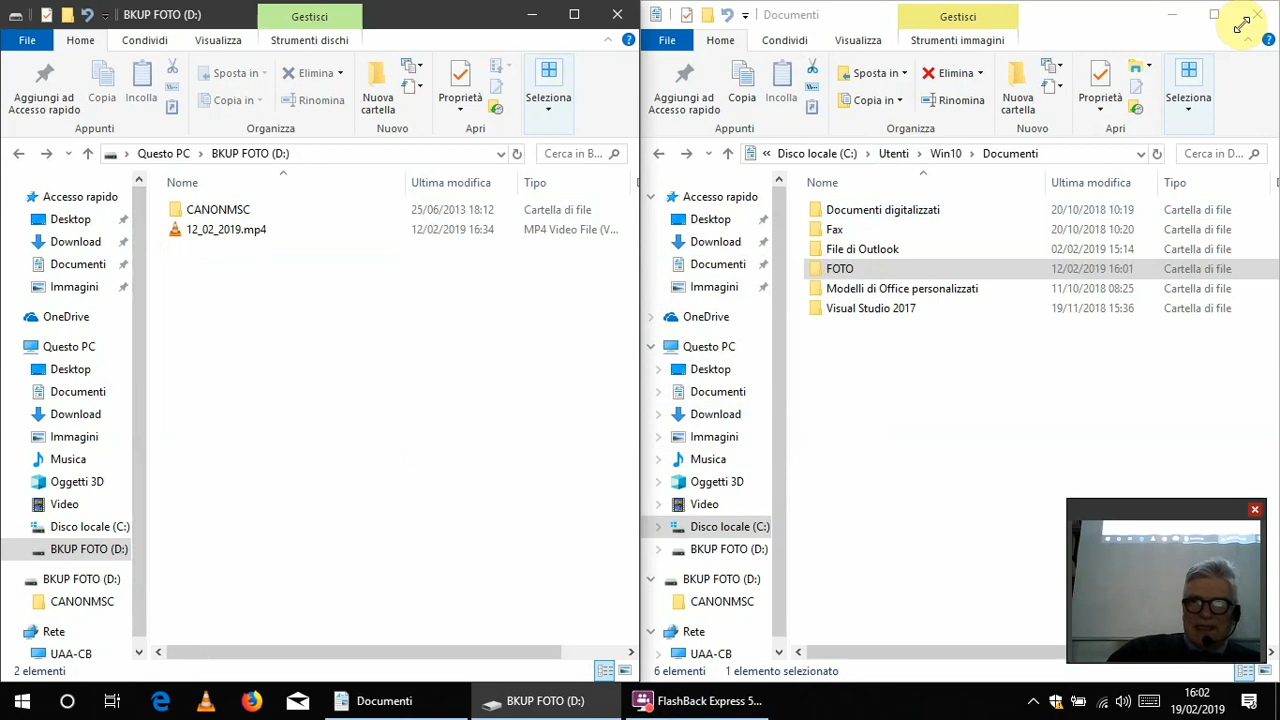 BKUP FOTO (D:)
Gestisci
File
Home
Condividi
Visualizza
Strumenti dischi
Aggiungi ad
Accesso rapido
Copia
Incolla
Sposta in
Copia in
Elimina
Rinomina
Nuova
cartella
Proprietà
Seleziona
Appunti
Organizza
Nuovo
Apri
Questo PC
BKUP FOTO (D:)
Cerca in B...
Nome
Ultima modifica
Tipo
CANONMSC 25/06/2013 18:12 Cartella di file
12_02_2019.mp4 12/02/2019 16:34 MP4 Video File (V...
Accesso rapido
Desktop
Download
Documenti
Immagini
OneDrive
Questo PC
Desktop
Documenti
Download
Immagini
Musica
Oggetti 3D
Video
Disco locale (C:)
BKUP FOTO (D:)
BKUP FOTO (D:)
CANONMSC
Rete
UAA-CB
2 elementi
Documenti
Gestisci
File
Home
Condividi
Visualizza
Strumenti immagini
Aggiungi ad
Accesso rapido
Copia
Incolla
Sposta in
Copia in
Elimina
Rinomina
Nuova
cartella
Proprietà
Seleziona
Appunti
Organizza
Nuovo
Apri
« Disco locale (C:)
Utenti
Win10
Documenti
Cerca in D...
Nome
Ultima modifica
Tipo
Documenti digitalizzati 20/10/2018 10:19 Cartella di file
Fax 20/10/2018 10:20 Cartella di file
File di Outlook 02/02/2019 15:14 Cartella di file
FOTO 12/02/2019 16:01 Cartella di file
Modelli di Office personalizzati 11/10/2018 08:25 Cartella di file
Visual Studio 2017 19/11/2018 15:36 Cartella di file
Accesso rapido
Desktop
Download
Documenti
Immagini
OneDrive
Questo PC
Desktop
Documenti
Download
Immagini
Musica
Oggetti 3D
Video
Disco locale (C:)
BKUP FOTO (D:)
BKUP FOTO (D:)
CANONMSC
Rete
UAA-CB
6 elementi 1 elemento selezionato
Documenti
BKUP FOTO (D:)
FlashBack Express 5...
16:02
19/02/2019